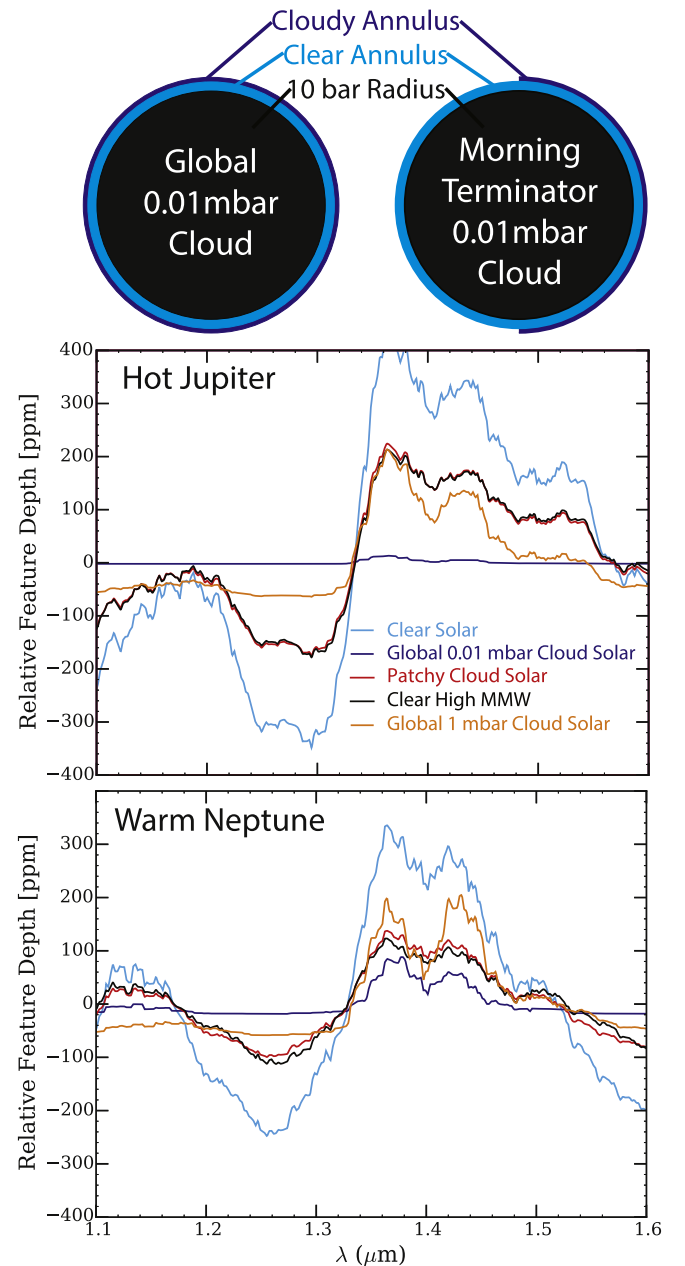 Cloudy Annulus
Clear Annulus
10 bar Radius
Global
0.01mbar
Cloud
Morning
Terminator
0.01mbar
Cloud
Hot Jupiter
Relative Feature Depth [ppm]
400
300
200
100
0
−100
−200
−300
−400
Clear Solar
Global 0.01 mbar Cloud Solar
Patchy Cloud Solar
Clear High MMW
Global 1 mbar Cloud Solar
Warm Neptune
Relative Feature Depth [ppm]
300
200
100
0
−100
−200
−300
−400
1.1 1.2 1.3 1.4 1.5 1.6
λ (μm)